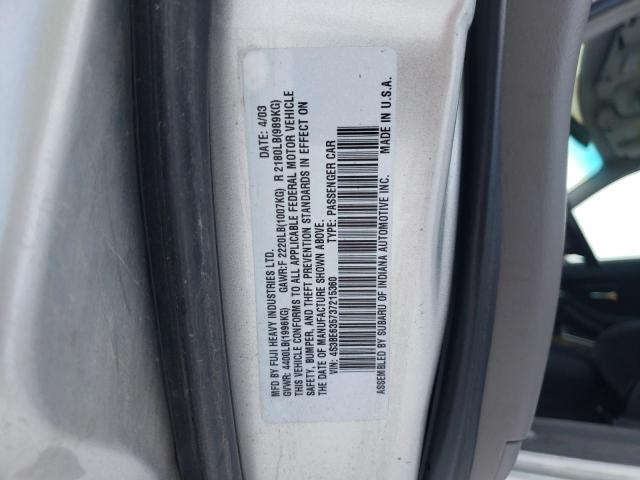 MFD BY FUJI HEAVY INDUSTRIES LTD. DATE: 4/03
GVWR: 4400LB(1996KG) GAWR:F 2220LB(1007KG) R 2180LB(989KG)
THIS VEHICLE CONFORMS TO ALL APPLICABLE FEDERAL MOTOR VEHICLE
SAFETY, BUMPER, AND THEFT PREVENTION STANDARDS IN EFFECT ON
THE DATE OF MANUFACTURE SHOWN ABOVE.
VIN: 4S3BE635737215360 TYPE: PASSENGER CAR
ASSEMBLED BY SUBARU OF INDIANA AUTOMOTIVE INC. MADE IN U.S.A.